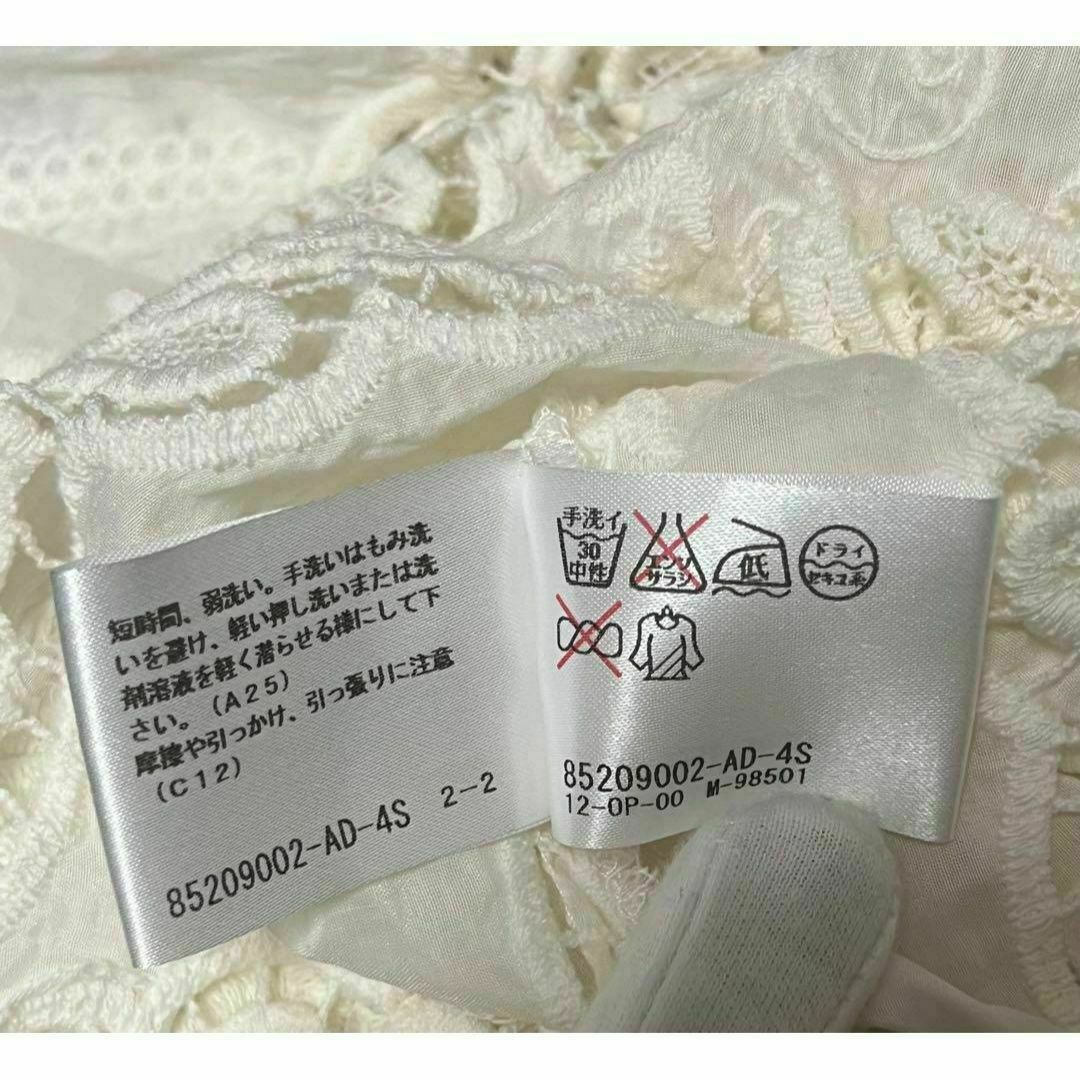 短時間、弱洗い。手洗いはもみ洗
いを避け、軽い押し洗いまたは洗
剤溶液を軽く潜らせる様にして下
さい。(A25)
摩擦や引っかけ、引っ張りに注意
(C12)
85209002-AD-4S 2-2
手洗イ
30
中性
エンソ
サラシ
低
ドライ
セキユ系
85209002-AD-4S
12-OP-00 M-98501